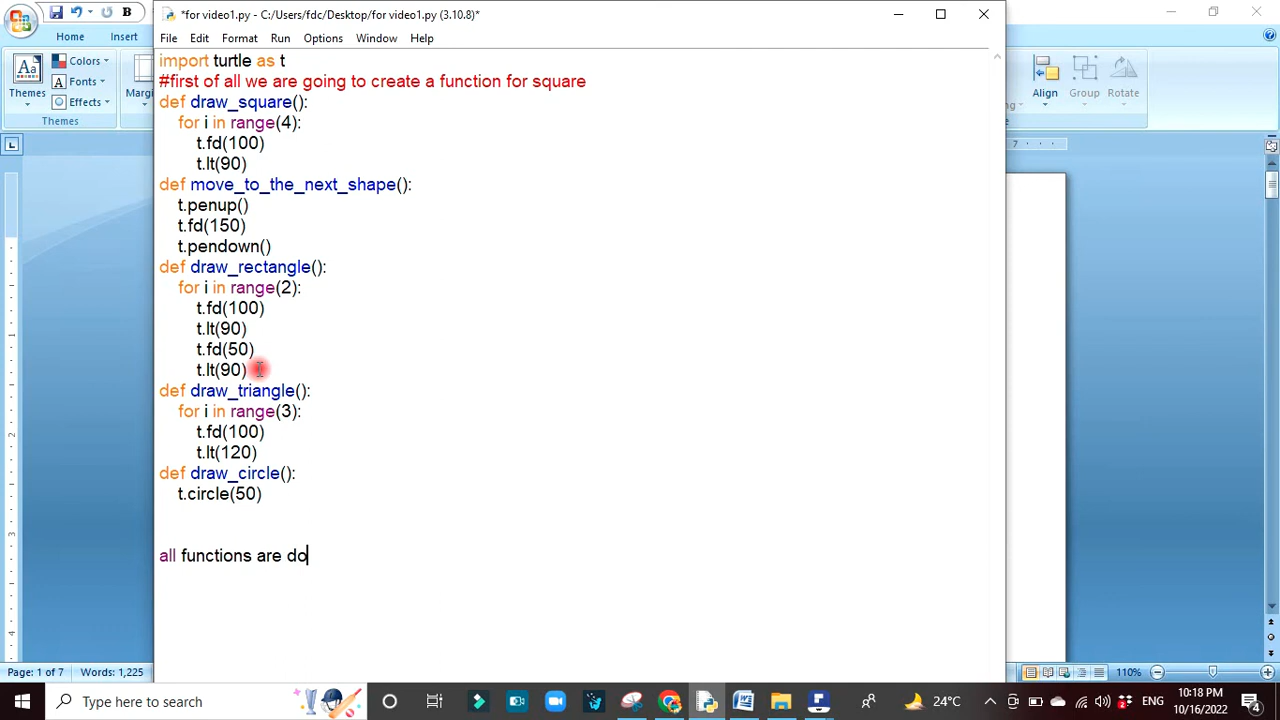 *for video1.py - C:/Users/fdc/Desktop/for video1.py (3.10.8)*
Home Insert
File Edit Format Run Options Window Help
Aa
Themes
Colors
Fonts
Effects
Themes
Align Group Rotate
import turtle as t
#first of all we are going to create a function for square
def draw_square():
for i in range(4):
t.fd(100)
t.lt(90)
def move_to_the_next_shape():
t.penup()
t.fd(150)
t.pendown()
def draw_rectangle():
for i in range(2):
t.fd(100)
t.lt(90)
t.fd(50)
t.lt(90)
def draw_triangle():
for i in range(3):
t.fd(100)
t.lt(120)
def draw_circle():
t.circle(50)
all functions are do
Page: 1 of 7 Words: 1,225 110%
Type here to search 24°C ENG 10:18 PM
10/16/2022